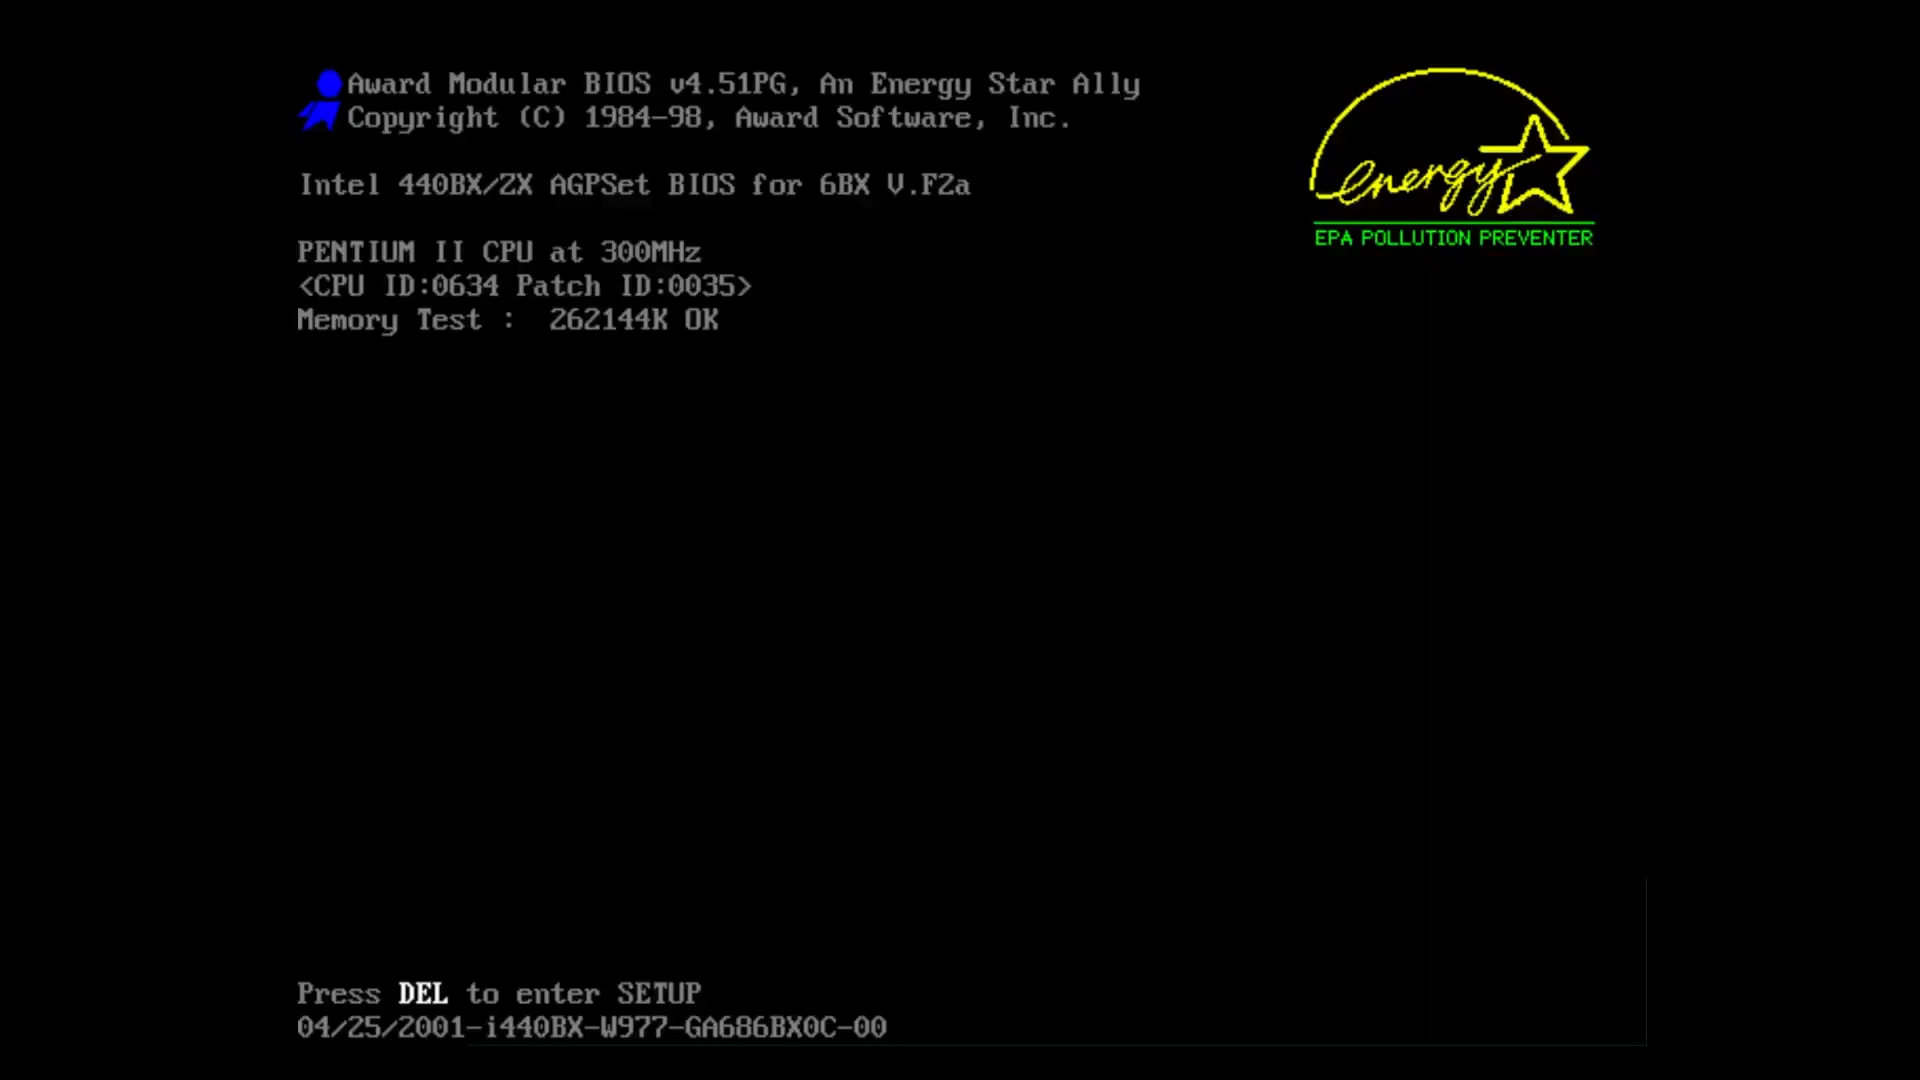 Award Modular BIOS v4.51PG, An Energy Star Ally
Copyright (C) 1984-98, Award Software, Inc.
energy
EPA POLLUTION PREVENTER
Intel 440BX/ZX AGPSet BIOS for 6BX V.F2a
PENTIUM II CPU at 300MHz
<CPU ID:0634 Patch ID:0035>
Memory Test :  262144K OK
Press DEL to enter SETUP
04/25/2001-i440BX-W977-GA686BX0C-00